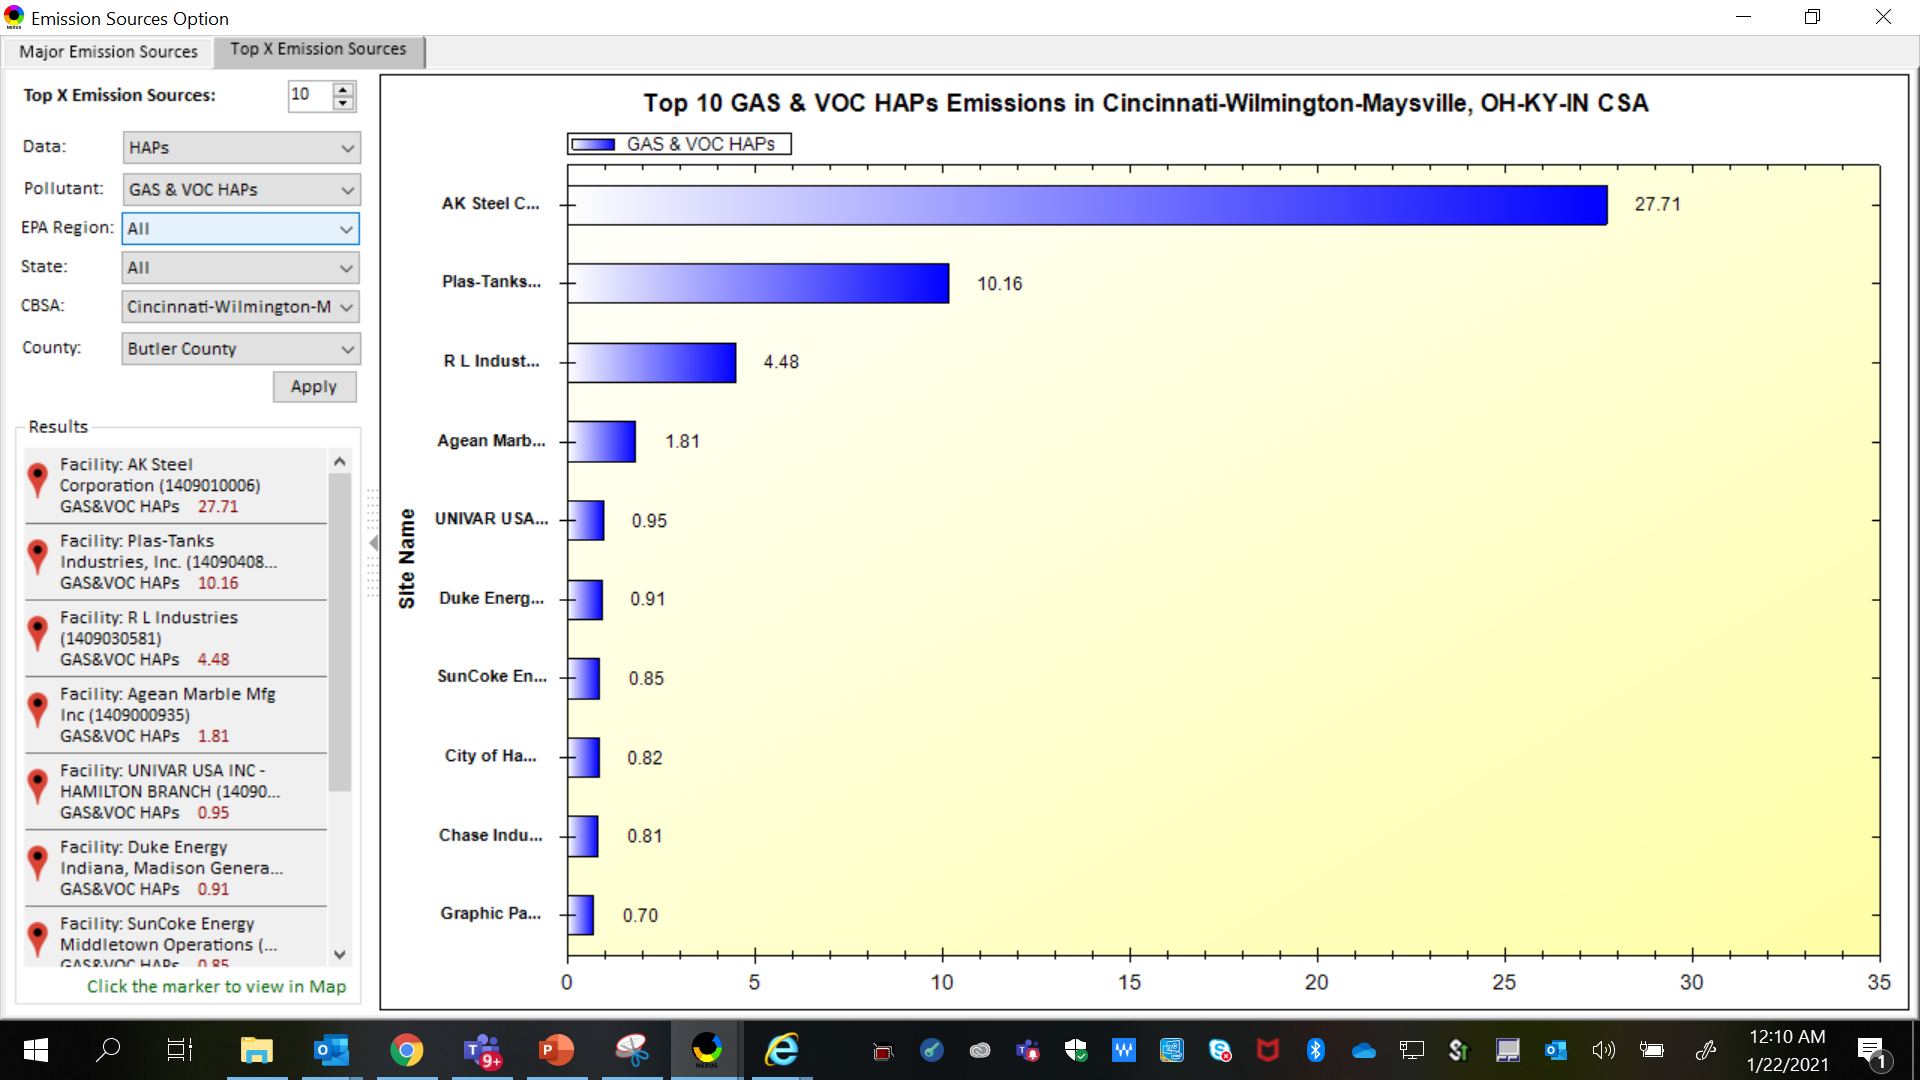 Emission Sources Option
Major Emission Sources
Top X Emission Sources
Top X Emission Sources:
10
Data:
HAPs
Pollutant:
GAS & VOC HAPs
EPA Region:
All
State:
All
CBSA:
Cincinnati-Wilmington-M
County:
Butler County
Apply
Results
Facility: AK Steel
Corporation (1409010006)
GAS&VOC HAPs 27.71
Facility: Plas-Tanks
Industries, Inc. (14090408...
GAS&VOC HAPs 10.16
Facility: R L Industries
(1409030581)
GAS&VOC HAPs 4.48
Facility: Agean Marble Mfg
Inc (1409000935)
GAS&VOC HAPs 1.81
Facility: UNIVAR USA INC -
HAMILTON BRANCH (14090...
GAS&VOC HAPs 0.95
Facility: Duke Energy
Indiana, Madison Genera...
GAS&VOC HAPs 0.91
Facility: SunCoke Energy
Middletown Operations (...
GAS&VOC HAPs 0.85
Click the marker to view in Map
Top 10 GAS & VOC HAPs Emissions in Cincinnati-Wilmington-Maysville, OH-KY-IN CSA
GAS & VOC HAPs
Site Name
AK Steel C...
27.71
Plas-Tanks...
10.16
R L Indust...
4.48
Agean Marb...
1.81
UNIVAR USA...
0.95
Duke Energ...
0.91
SunCoke En...
0.85
City of Ha...
0.82
Chase Indu...
0.81
Graphic Pa...
0.70
0 5 10 15 20 25 30 35
9+
12:10 AM
1/22/2021
1